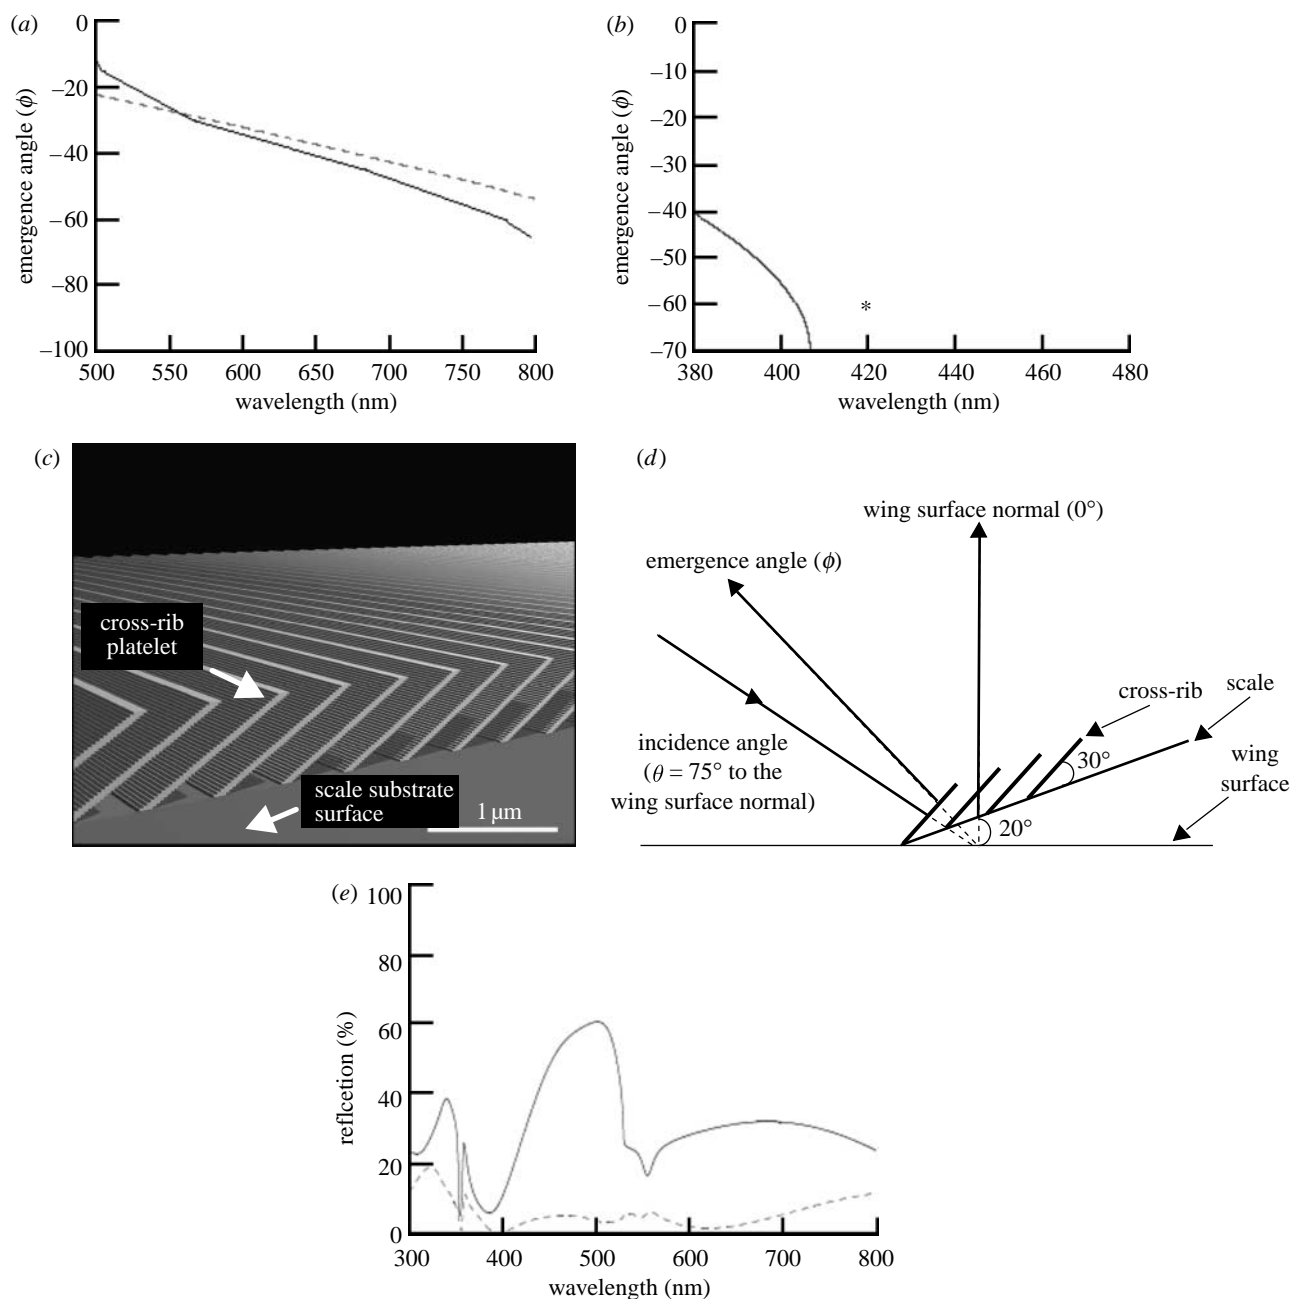 (a)
0
−20
−40
−60
−80
−100
emergence angle (ϕ)
500 550 600 650 700 750 800
wavelength (nm)
(b)
0
−10
−20
−30
−40
−50
−60
−70
emergence angle (ϕ)
*
380 400 420 440 460 480
wavelength (nm)
(c)
cross-rib
platelet
scale substrate
surface
1 µm
(d)
wing surface normal (0°)
emergence angle (ϕ)
incidence angle
(θ = 75° to the
wing surface normal)
cross-rib
scale
wing
surface
30°
20°
(e)
100
80
60
40
20
0
reflcetion (%)
300 400 500 600 700 800
wavelength (nm)